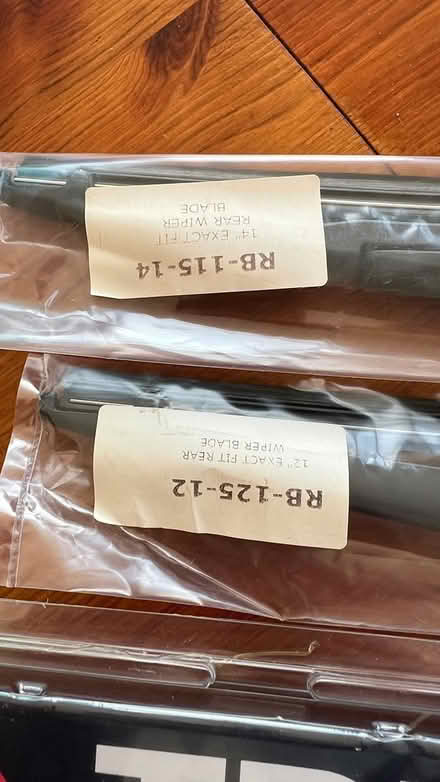 RB-115-14
14" EXACT FIT
REAR WIPER
BLADE
RB-125-12
12" EXACT FIT REAR
WIPER BLADE